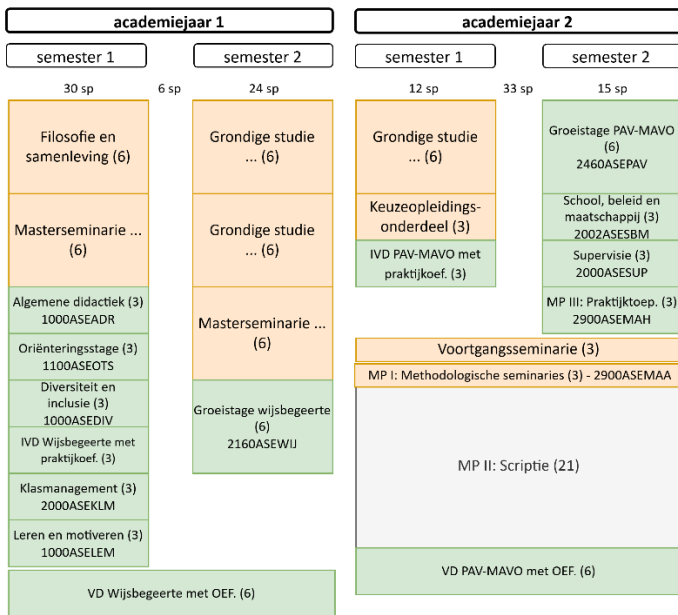 academiejaar 1
semester 1
semester 2
30 sp
6 sp
24 sp
Filosofie en
samenleving (6)
Masterseminarie ...
(6)
Algemene didactiek (3)
1000ASEADR
Oriënteringsstage (3)
1100ASEOTS
Diversiteit en
inclusie (3)
1000ASEDIV
IVD Wijsbegeerte met
praktijkoef. (3)
Klasmanagement (3)
2000ASEKLM
Leren en motiveren (3)
1000ASELEM
Grondige studie
... (6)
Grondige studie
... (6)
Masterseminarie ...
(6)
Groeistage wijsbegeerte
(6)
2160ASEWIJ
VD Wijsbegeerte met OEF. (6)
academiejaar 2
semester 1
semester 2
12 sp
33 sp
15 sp
Grondige studie
... (6)
Keuzeopleidings-
onderdeel (3)
IVD PAV-MAVO met
praktijkoef. (3)
Groeistage PAV-MAVO
(6)
2460ASEPAV
School, beleid en
maatschappij (3)
2002ASESBM
Supervisie (3)
2000ASESUP
MP III: Praktijktoep. (3)
2900ASEMAH
Voortgangsseminarie (3)
MP I: Methodologische seminaries (3) - 2900ASEMAA
MP II: Scriptie (21)
VD PAV-MAVO met OEF. (6)